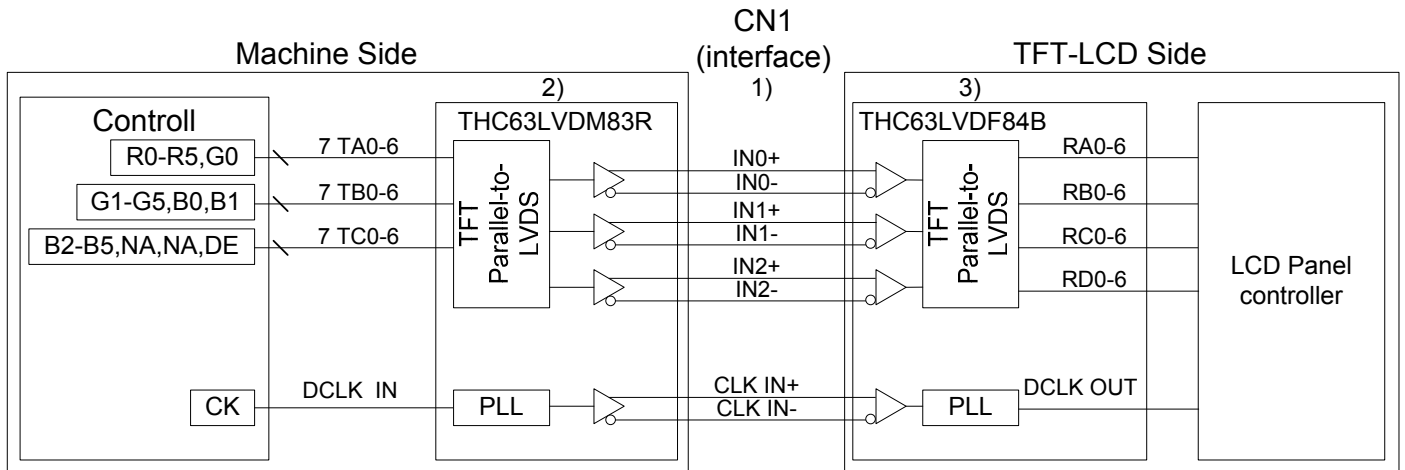 CN1
(interface)
1)
Machine Side
TFT-LCD Side
Controll
R0-R5,G0
G1-G5,B0,B1
B2-B5,NA,NA,DE
CK
7 TA0-6
7 TB0-6
7 TC0-6
DCLK IN
2)
THC63LVDM83R
TFT
Parallel-to-
LVDS
PLL
IN0+
IN0-
IN1+
IN1-
IN2+
IN2-
CLK IN+
CLK IN-
3)
THC63LVDF84B
TFT
Parallel-to-
LVDS
PLL
RA0-6
RB0-6
RC0-6
RD0-6
DCLK OUT
LCD Panel
controller